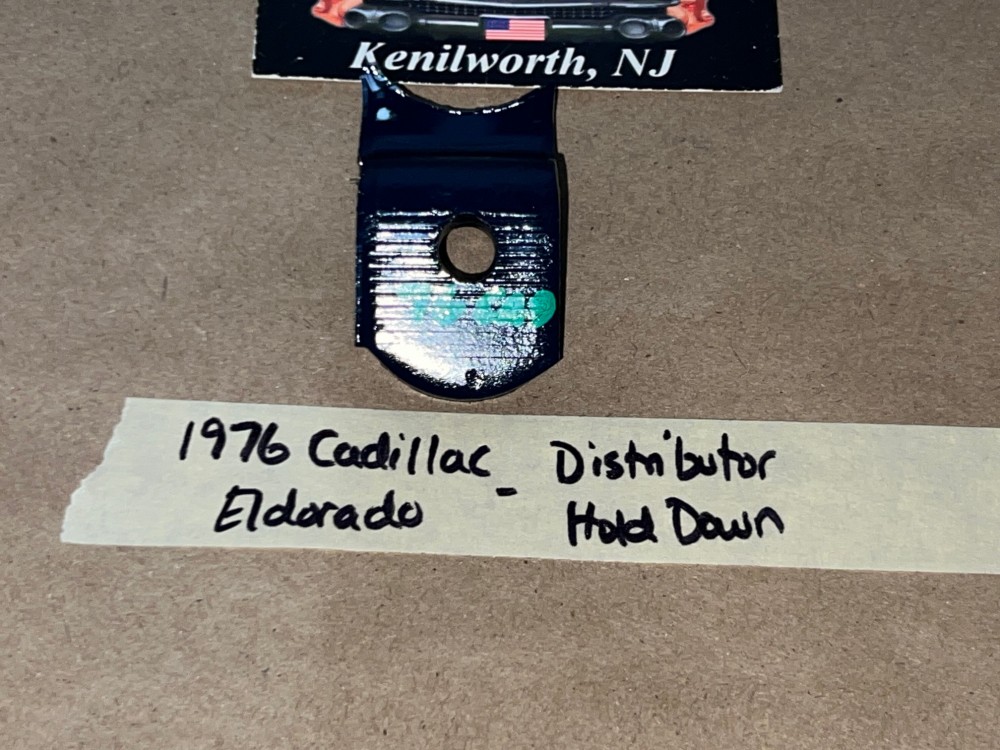 Kenilworth, NJ
1976 Cadillac - Distributor
Eldorado Hold Down